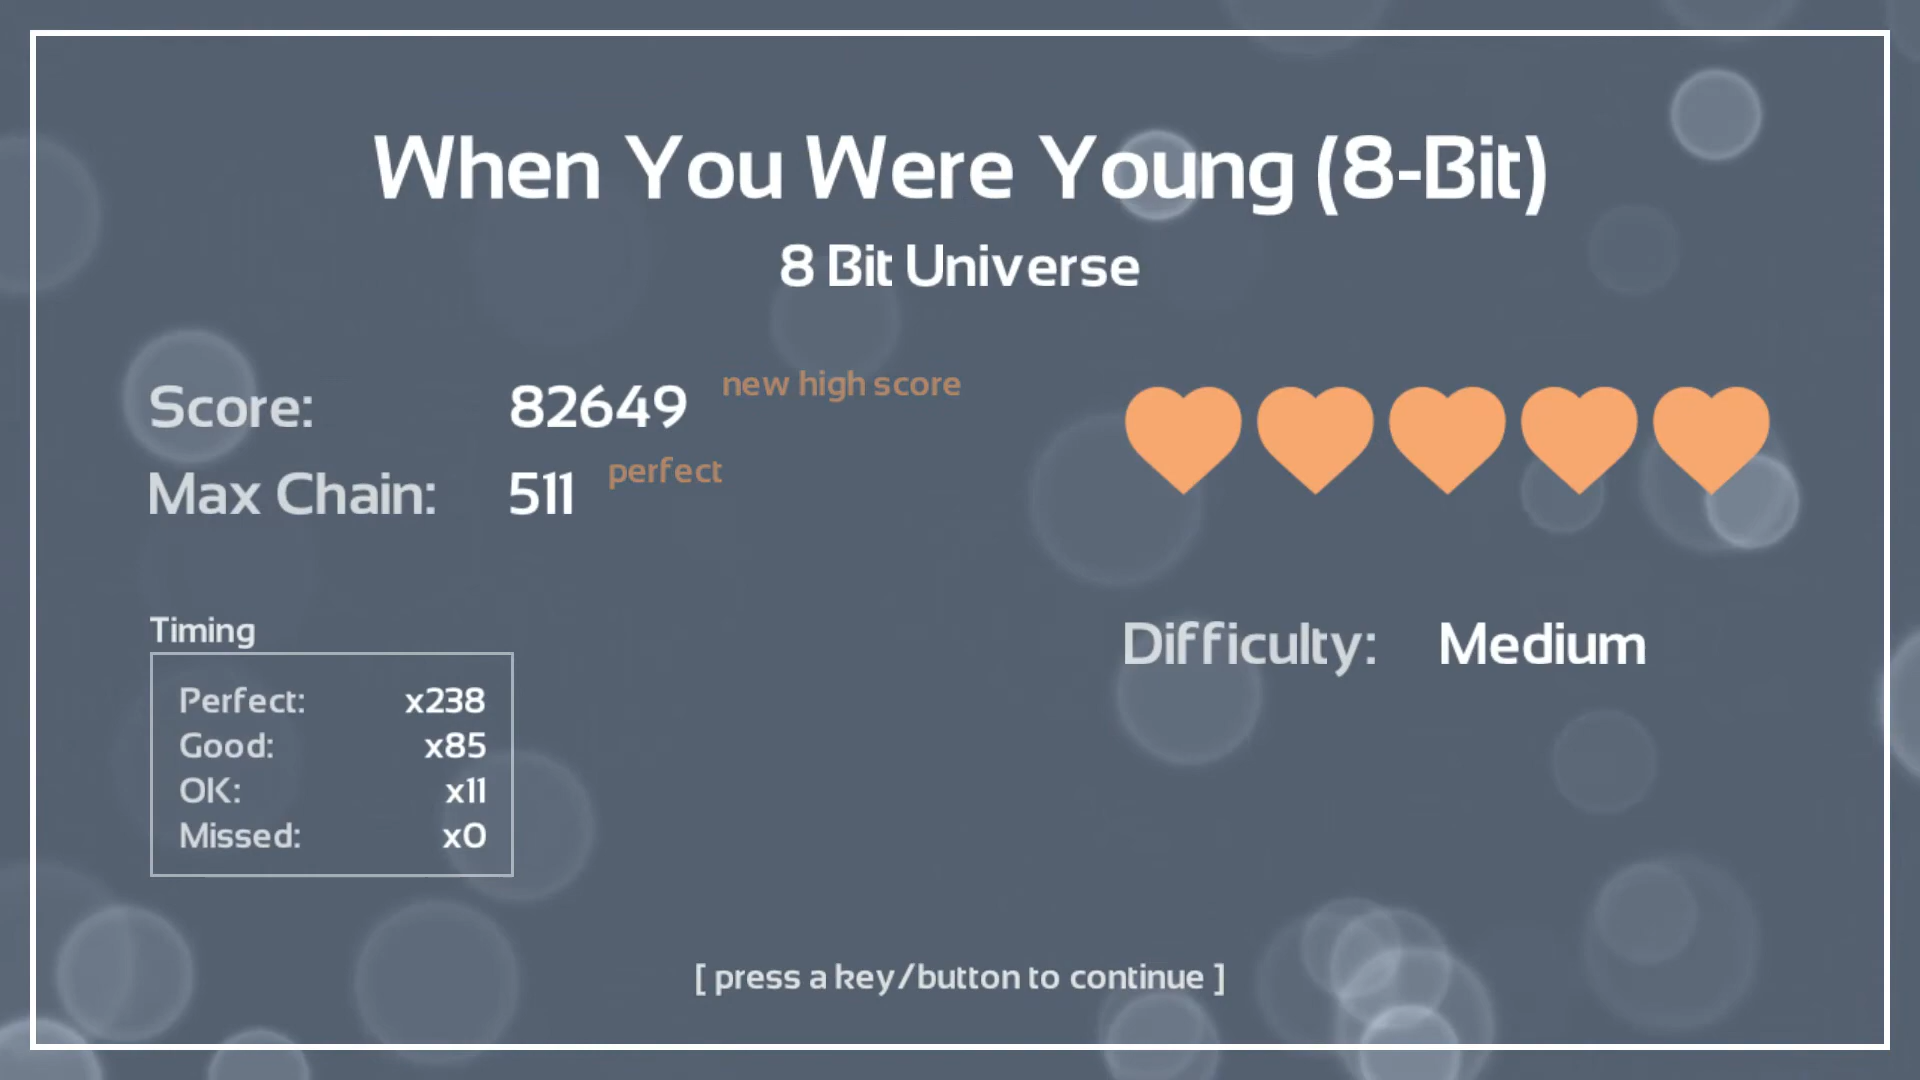 When You Were Young (8-Bit)
8 Bit Universe
Score: 82649 new high score
Max Chain: 511 perfect
Timing
Perfect: x238
Good: x85
OK: x11
Missed: x0
Difficulty: Medium
[ press a key/button to continue ]